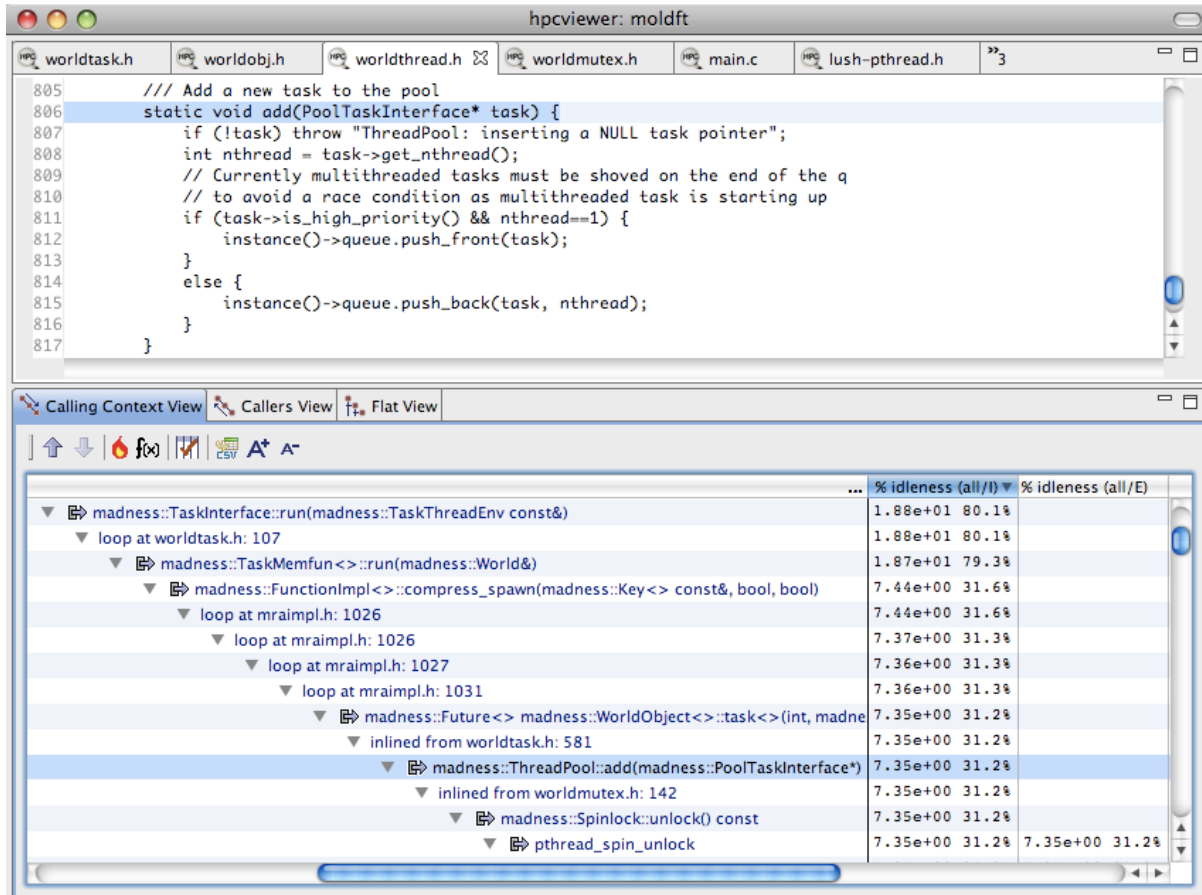 hpcviewer: moldft
worldtask.h worldobj.h worldthread.h worldmutex.h main.c lush-pthread.h »3
805 /// Add a new task to the pool
806 static void add(PoolTaskInterface* task) {
807 if (!task) throw "ThreadPool: inserting a NULL task pointer";
808 int nthread = task->get_nthread();
809 // Currently multithreaded tasks must be shoved on the end of the q
810 // to avoid a race condition as multithreaded task is starting up
811 if (task->is_high_priority() && nthread==1) {
812 instance()->queue.push_front(task);
813 }
814 else {
815 instance()->queue.push_back(task, nthread);
816 }
817 }
Calling Context View Callers View Flat View
f(x) CSV A+ A-
... % idleness (all/I) % idleness (all/E)
madness::TaskInterface::run(madness::TaskThreadEnv const&) 1.88e+01 80.1%
loop at worldtask.h: 107 1.88e+01 80.1%
madness::TaskMemfun<>::run(madness::World&) 1.87e+01 79.3%
madness::FunctionImpl<>::compress_spawn(madness::Key<> const&, bool, bool) 7.44e+00 31.6%
loop at mraimpl.h: 1026 7.44e+00 31.6%
loop at mraimpl.h: 1026 7.37e+00 31.3%
loop at mraimpl.h: 1027 7.36e+00 31.3%
loop at mraimpl.h: 1031 7.36e+00 31.3%
madness::Future<> madness::WorldObject<>::task<>(int, madne 7.35e+00 31.2%
inlined from worldtask.h: 581 7.35e+00 31.2%
madness::ThreadPool::add(madness::PoolTaskInterface*) 7.35e+00 31.2%
inlined from worldmutex.h: 142 7.35e+00 31.2%
madness::Spinlock::unlock() const 7.35e+00 31.2%
pthread_spin_unlock 7.35e+00 31.2% 7.35e+00 31.2%